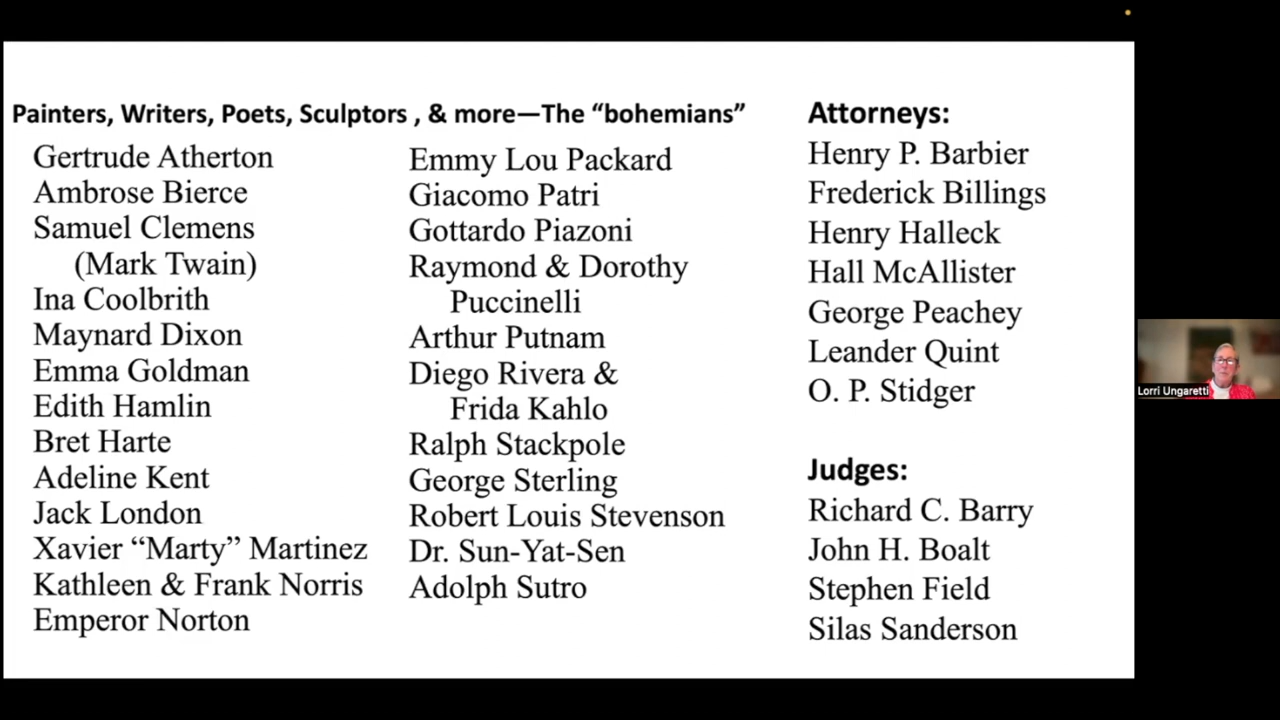 Painters, Writers, Poets, Sculptors , & more—The “bohemians”
Gertrude Atherton
Ambrose Bierce
Samuel Clemens
(Mark Twain)
Ina Coolbrith
Maynard Dixon
Emma Goldman
Edith Hamlin
Bret Harte
Adeline Kent
Jack London
Xavier “Marty” Martinez
Kathleen & Frank Norris
Emperor Norton
Emmy Lou Packard
Giacomo Patri
Gottardo Piazoni
Raymond & Dorothy
Puccinelli
Arthur Putnam
Diego Rivera &
Frida Kahlo
Ralph Stackpole
George Sterling
Robert Louis Stevenson
Dr. Sun-Yat-Sen
Adolph Sutro
Attorneys:
Henry P. Barbier
Frederick Billings
Henry Halleck
Hall McAllister
George Peachey
Leander Quint
O. P. Stidger
Judges:
Richard C. Barry
John H. Boalt
Stephen Field
Silas Sanderson
Lorri Ungaretti